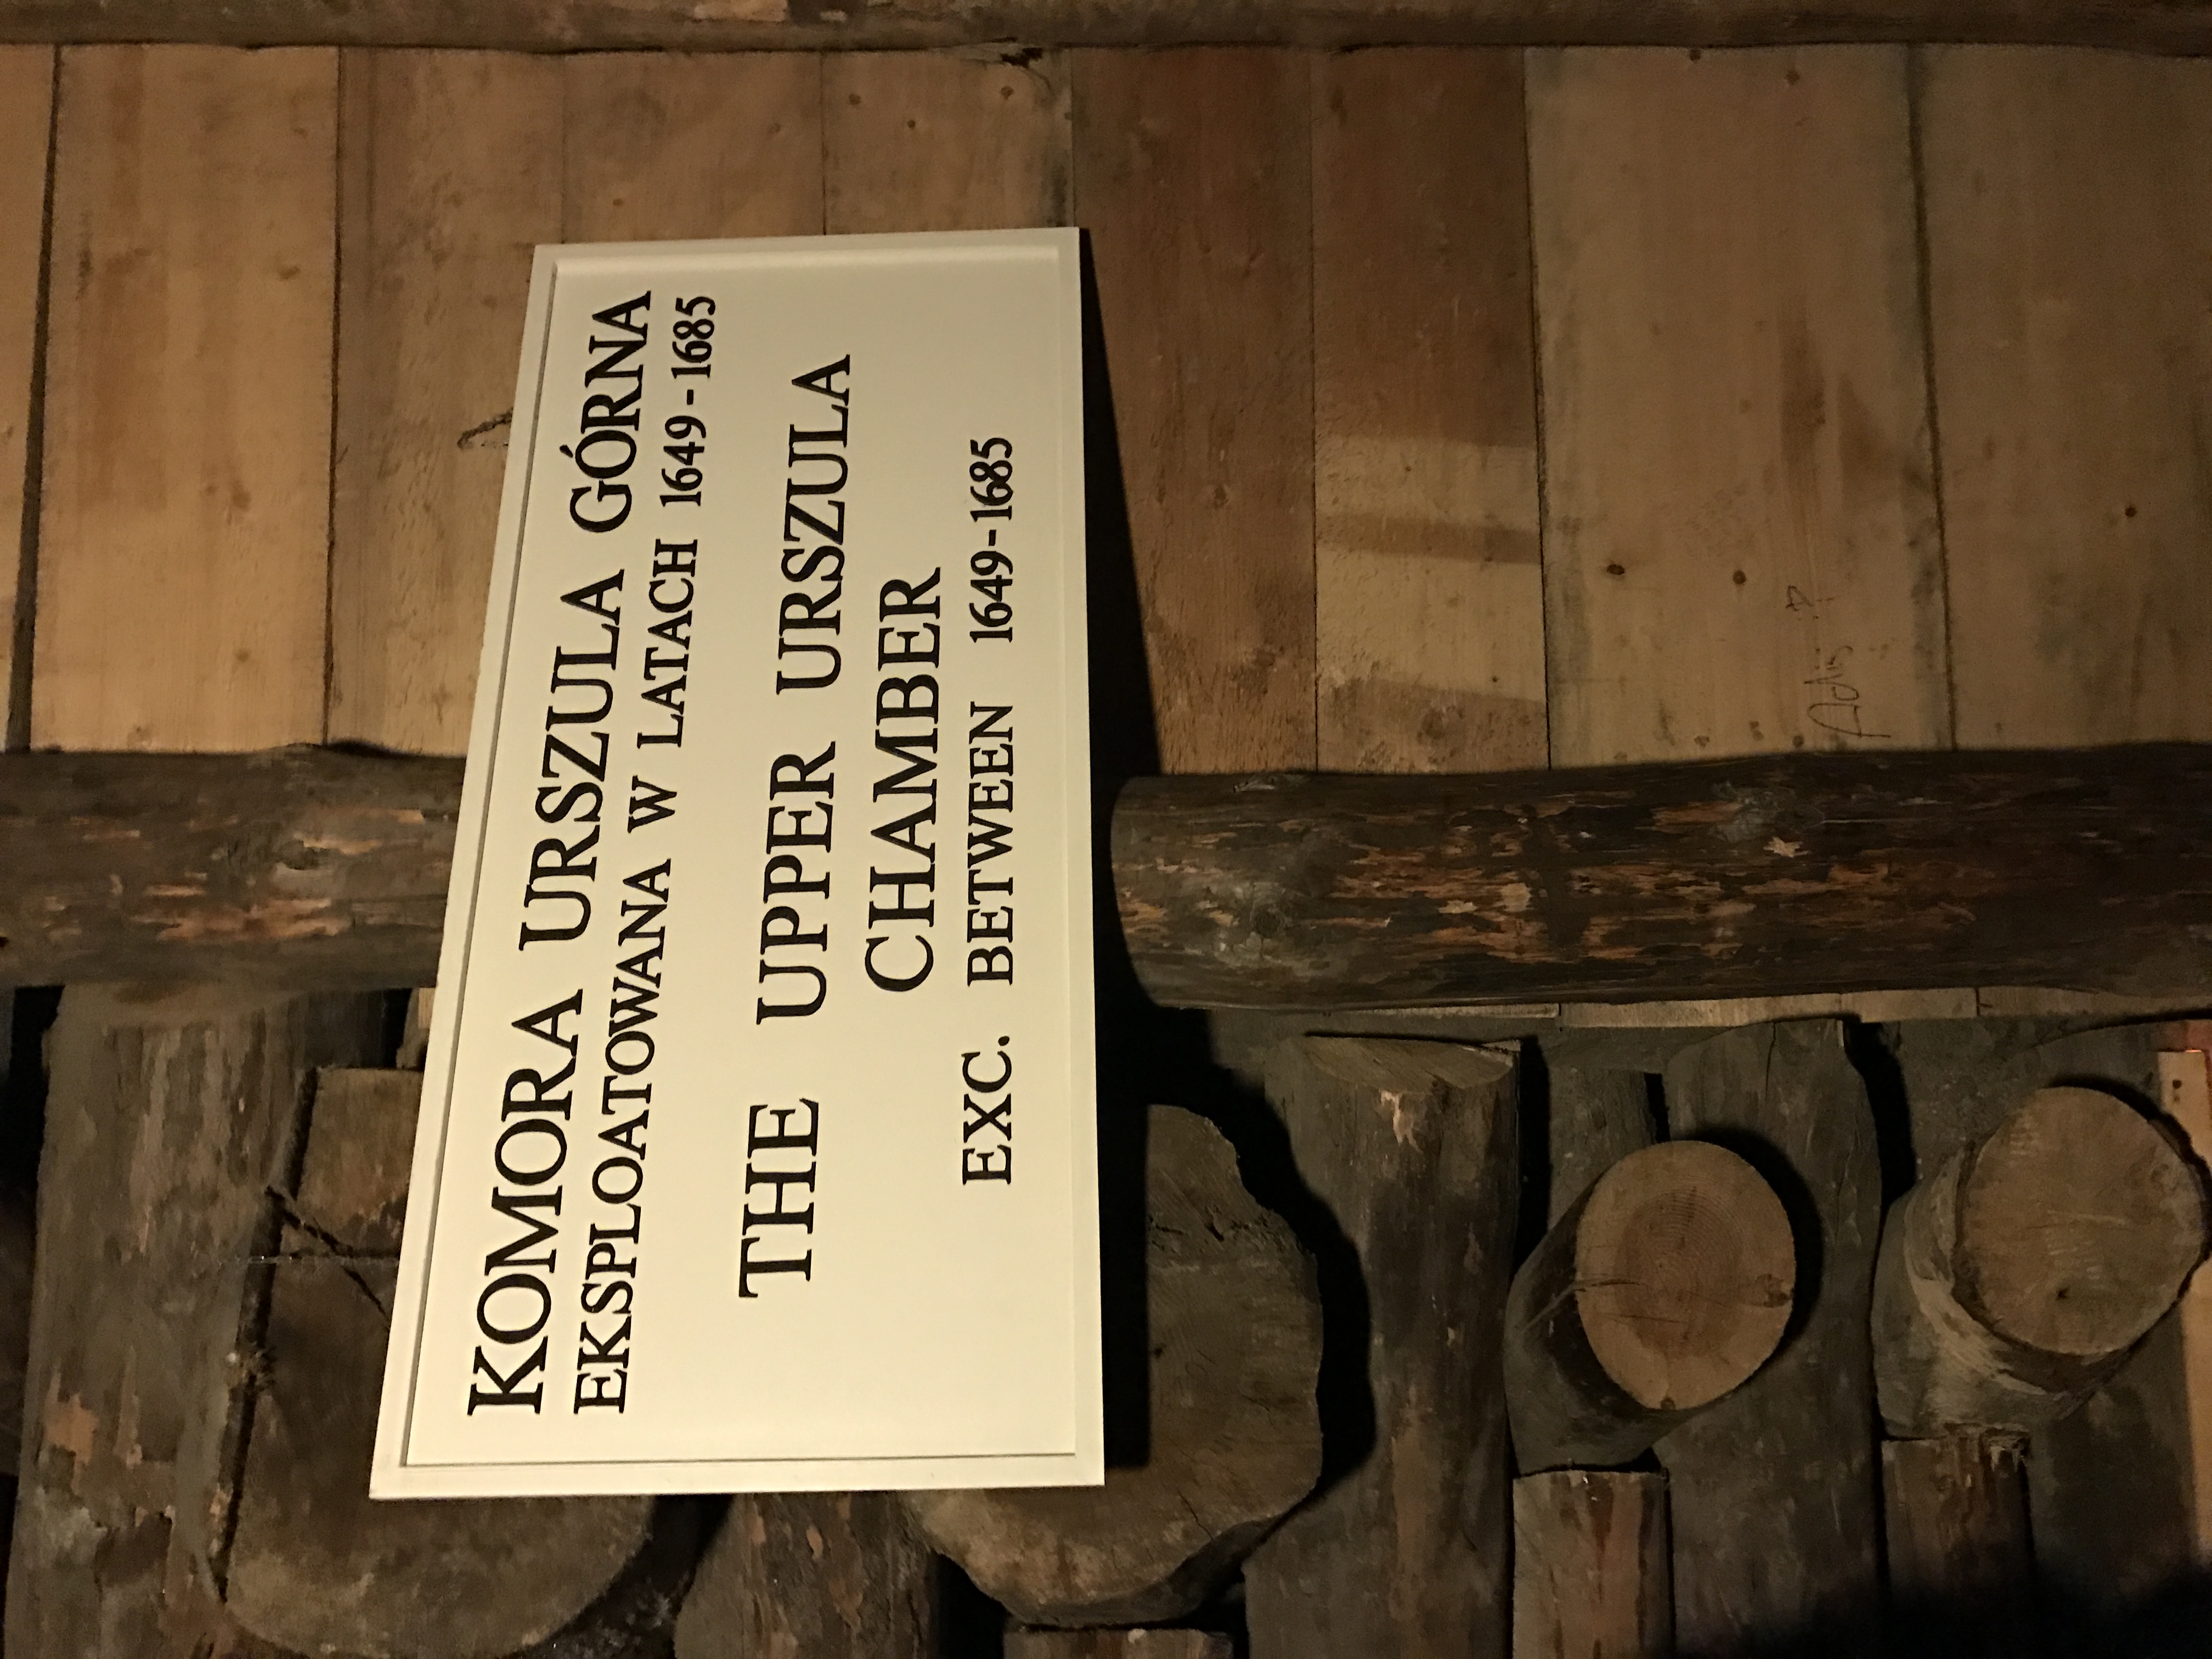 KOMORA URSZULA GÓRNA
EKSPLOATOWANA W LATACH 1649-1685
THE UPPER URSZULA
CHAMBER
EXC. BETWEEN 1649-1685